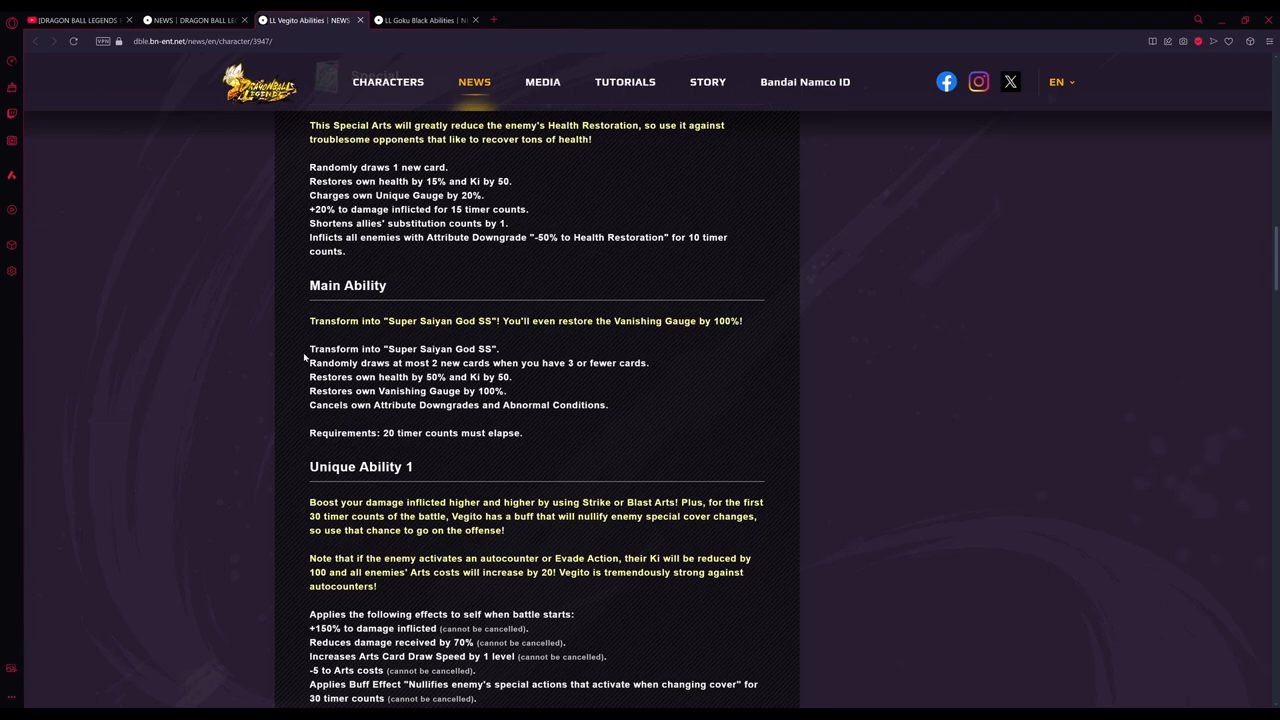 [DRAGON BALL LEGENDS
NEWS | DRAGON BALL LE
LL Vegito Abilities | NEWS
LL Goku Black Abilities | N
VPN
dble.bn-ent.net/news/en/character/3947/
DRAGONBALL
LEGENDS
Special
CHARACTERS
NEWS
MEDIA
TUTORIALS
STORY
Bandai Namco ID
EN
This Special Arts will greatly reduce the enemy's Health Restoration, so use it against
troublesome opponents that like to recover tons of health!
Randomly draws 1 new card.
Restores own health by 15% and Ki by 50.
Charges own Unique Gauge by 20%.
+20% to damage inflicted for 15 timer counts.
Shortens allies' substitution counts by 1.
Inflicts all enemies with Attribute Downgrade "-50% to Health Restoration" for 10 timer
counts.
Main Ability
Transform into "Super Saiyan God SS"! You'll even restore the Vanishing Gauge by 100%!
Transform into "Super Saiyan God SS".
Randomly draws at most 2 new cards when you have 3 or fewer cards.
Restores own health by 50% and Ki by 50.
Restores own Vanishing Gauge by 100%.
Cancels own Attribute Downgrades and Abnormal Conditions.
Requirements: 20 timer counts must elapse.
Unique Ability 1
Boost your damage inflicted higher and higher by using Strike or Blast Arts! Plus, for the first
30 timer counts of the battle, Vegito has a buff that will nullify enemy special cover changes,
so use that chance to go on the offense!
Note that if the enemy activates an autocounter or Evade Action, their Ki will be reduced by
100 and all enemies' Arts costs will increase by 20! Vegito is tremendously strong against
autocounters!
Applies the following effects to self when battle starts:
+150% to damage inflicted (cannot be cancelled).
Reduces damage received by 70% (cannot be cancelled).
Increases Arts Card Draw Speed by 1 level (cannot be cancelled).
-5 to Arts costs (cannot be cancelled).
Applies Buff Effect "Nullifies enemy's special actions that activate when changing cover" for
30 timer counts (cannot be cancelled).